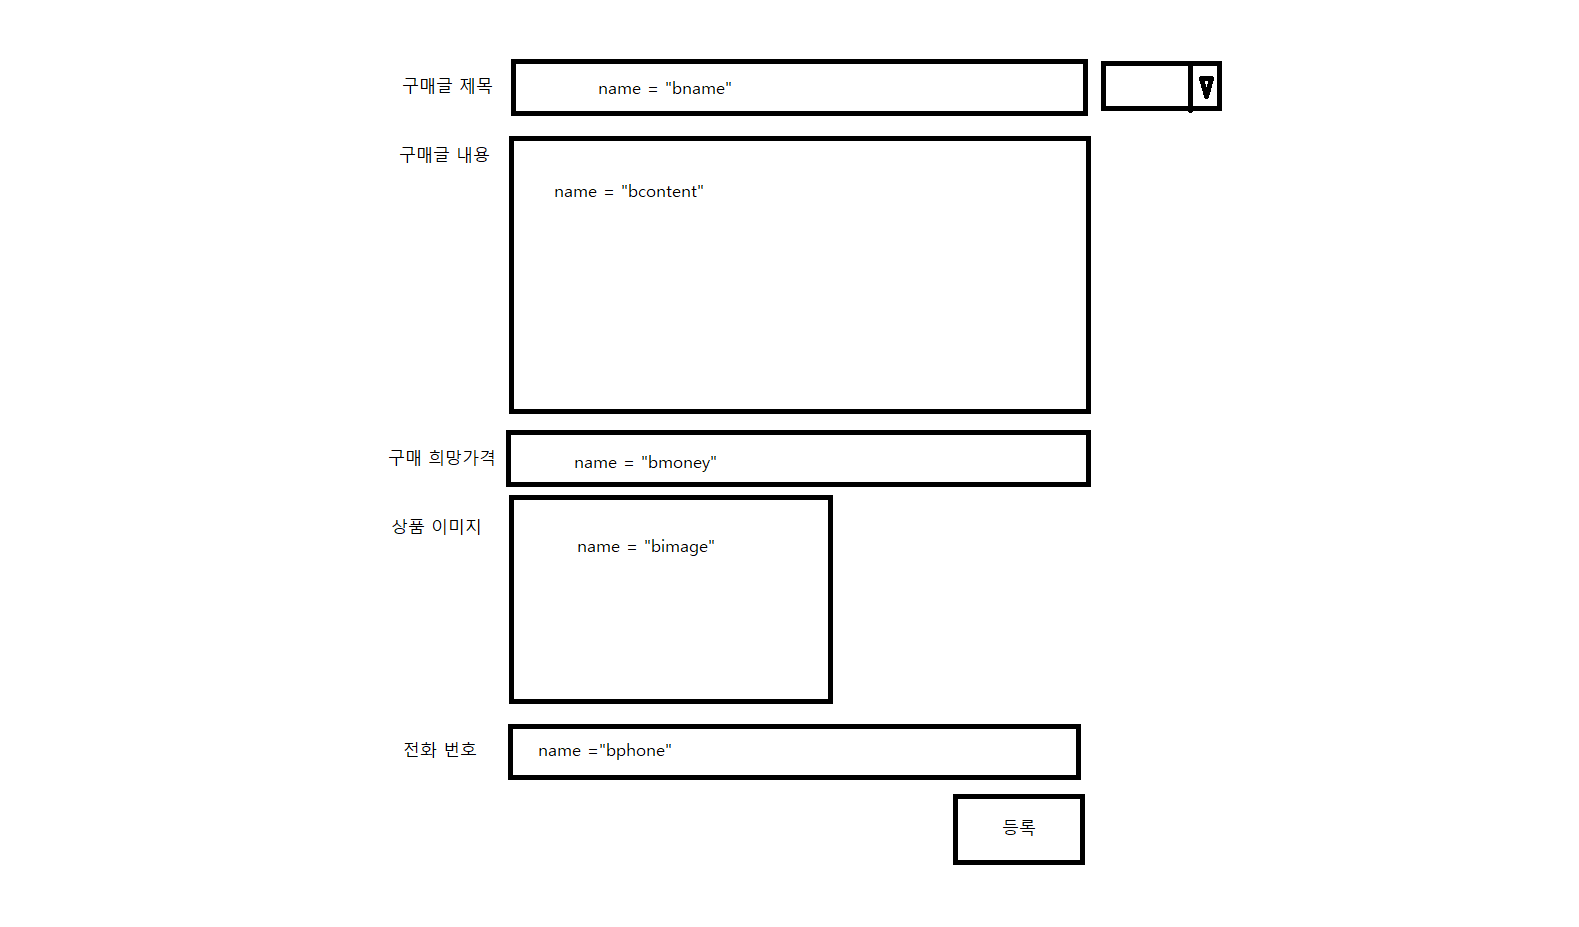 구매글 제목
name = "bname"
구매글 내용
name = "bcontent"
구매 희망가격
name = "bmoney"
상품 이미지
name = "bimage"
전화 번호
name ="bphone"
등록